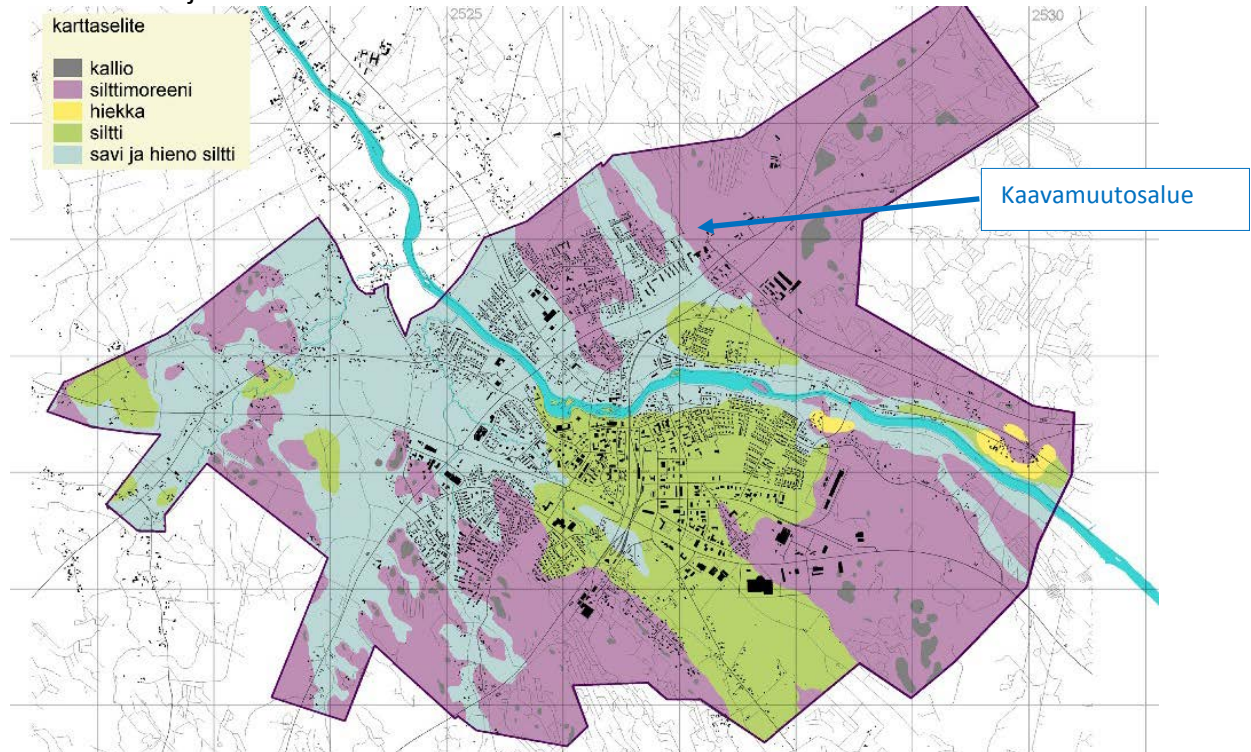 2525
2530
karttaselite
kallio
silttimoreeni
hiekka
siltti
savi ja hieno siltti
Kaavamuutosalue